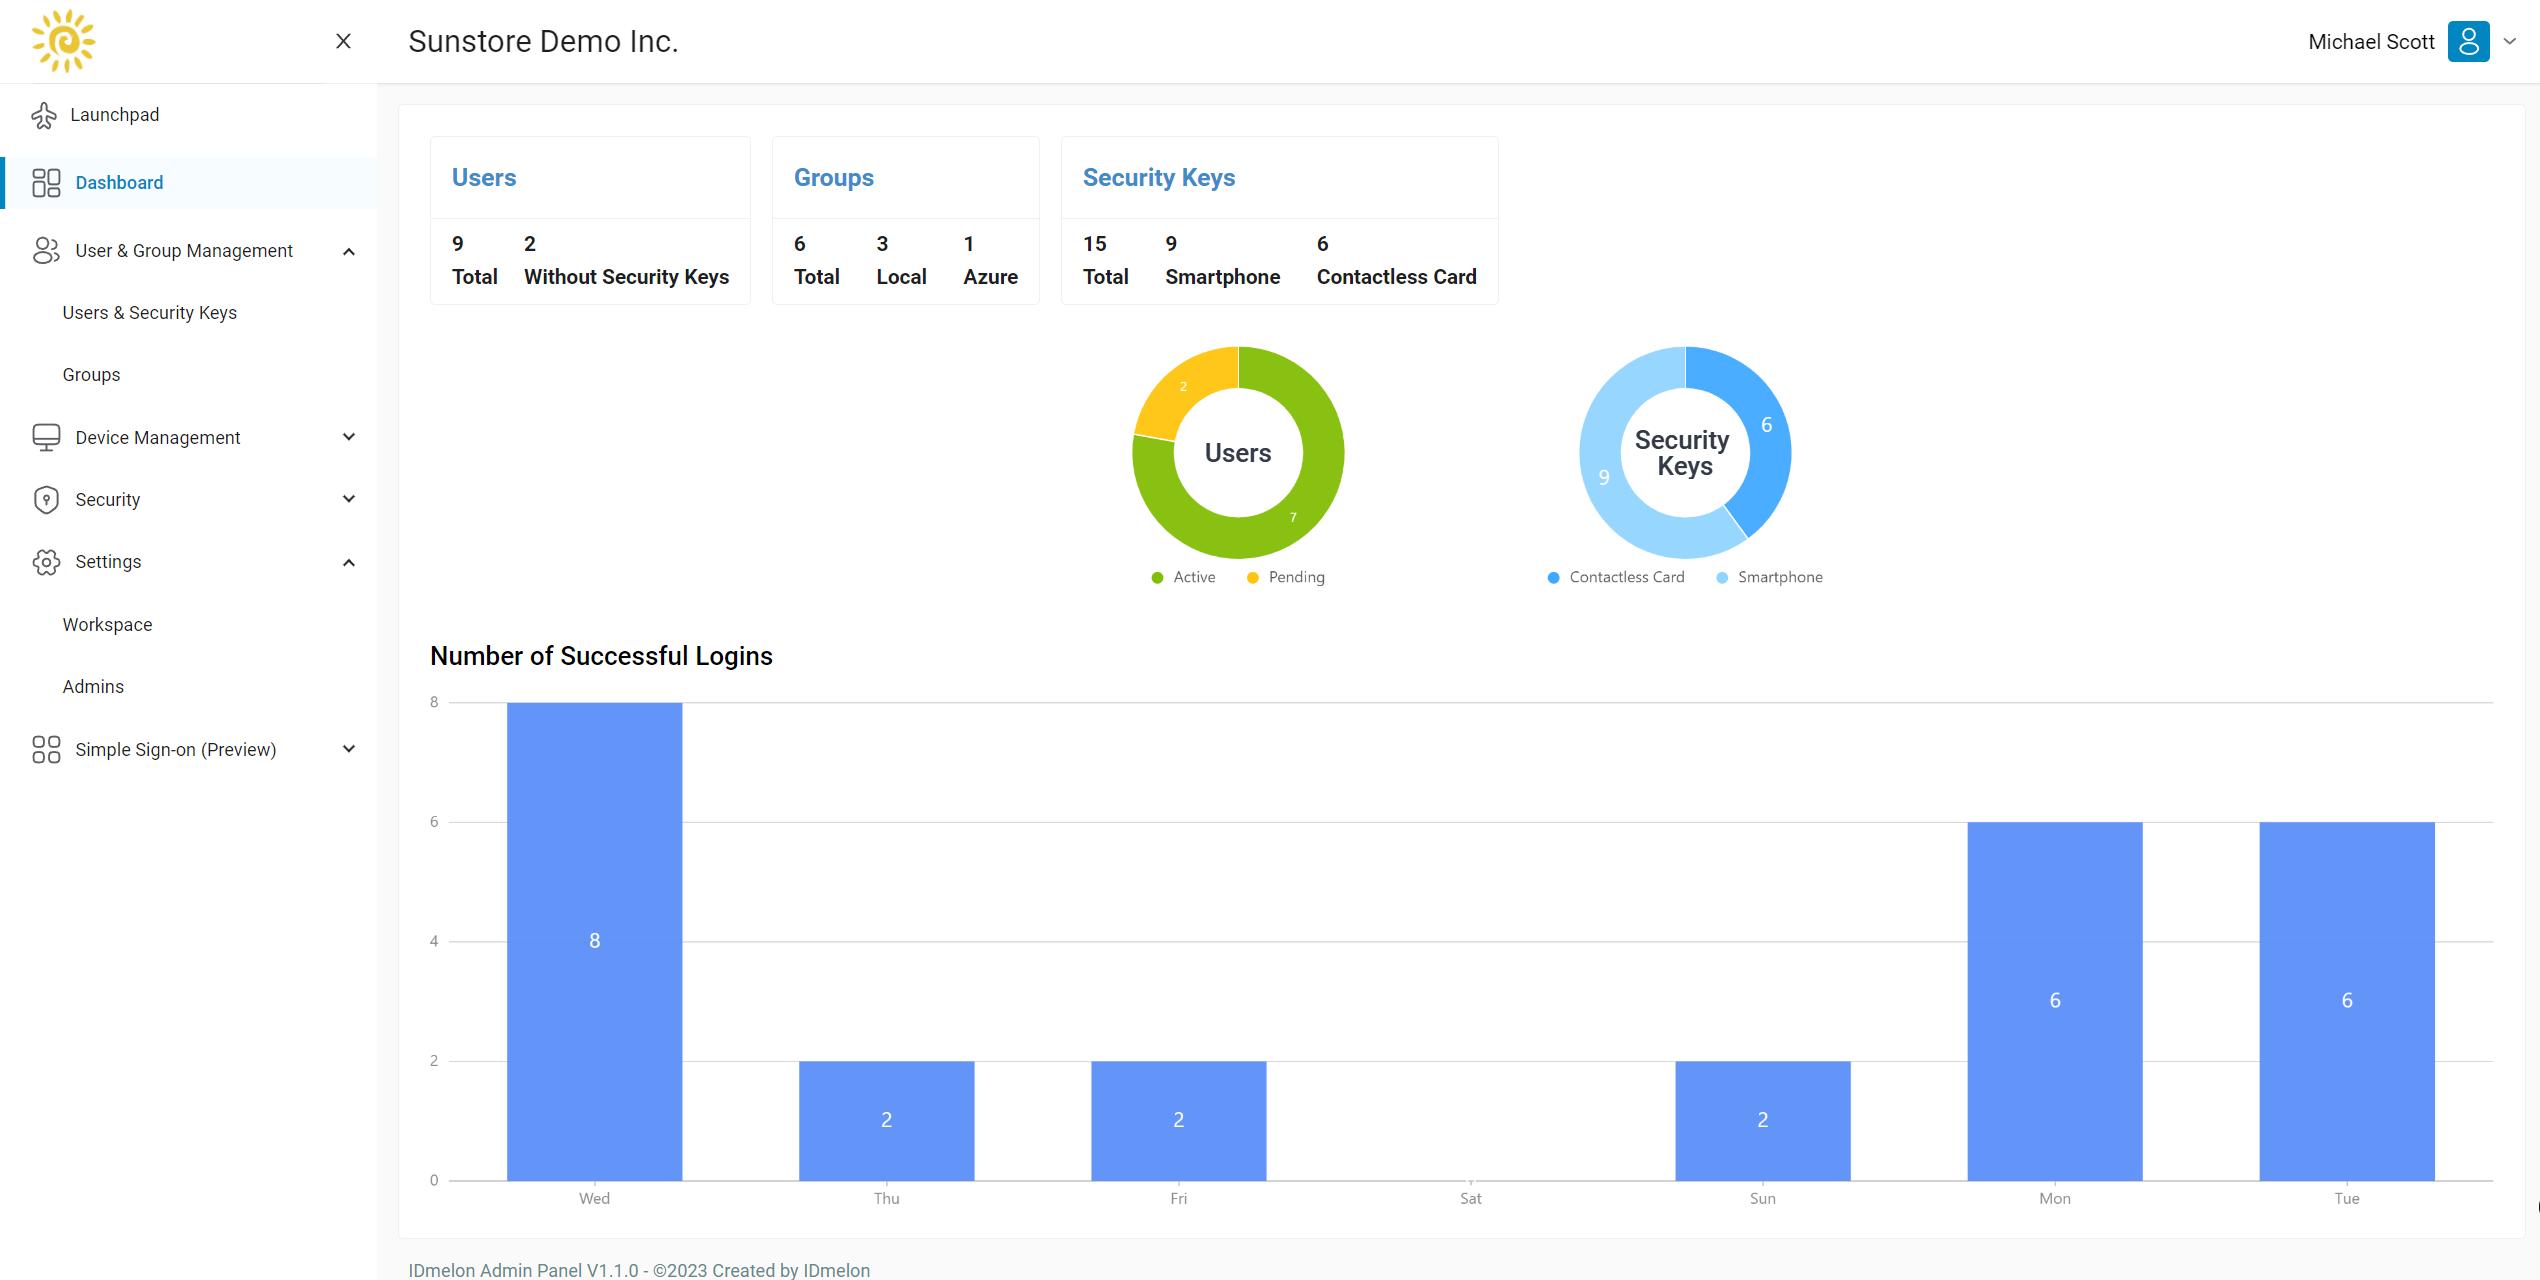 Sunstore Demo Inc.
Michael Scott
Launchpad
Dashboard
User & Group Management
Users & Security Keys
Groups
Device Management
Security
Settings
Workspace
Admins
Simple Sign-on (Preview)
Users
9 2
Total Without Security Keys
Groups
6 3 1
Total Local Azure
Security Keys
15 9 6
Total Smartphone Contactless Card
2
Users
7
Active Pending
6
Security
Keys
9
Contactless Card Smartphone
Number of Successful Logins
8
6
4
2
0
8
2
2
2
6
6
Wed Thu Fri Sat Sun Mon Tue
IDmelon Admin Panel V1.1.0 - ©2023 Created by IDmelon